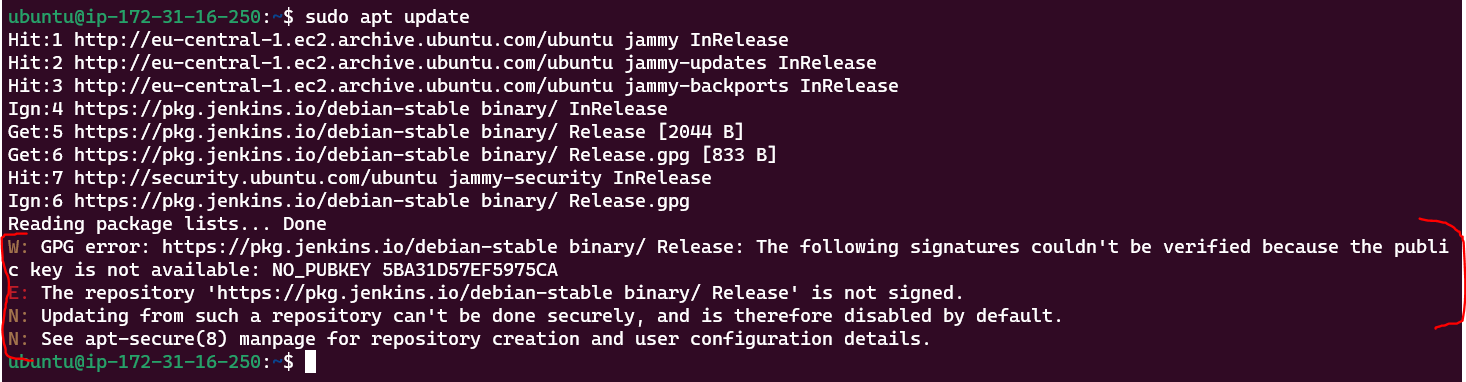 ubuntu@ip-172-31-16-250:~$ sudo apt update
Hit:1 http://eu-central-1.ec2.archive.ubuntu.com/ubuntu jammy InRelease
Hit:2 http://eu-central-1.ec2.archive.ubuntu.com/ubuntu jammy-updates InRelease
Hit:3 http://eu-central-1.ec2.archive.ubuntu.com/ubuntu jammy-backports InRelease
Ign:4 https://pkg.jenkins.io/debian-stable binary/ InRelease
Get:5 https://pkg.jenkins.io/debian-stable binary/ Release [2044 B]
Get:6 https://pkg.jenkins.io/debian-stable binary/ Release.gpg [833 B]
Hit:7 http://security.ubuntu.com/ubuntu jammy-security InRelease
Ign:6 https://pkg.jenkins.io/debian-stable binary/ Release.gpg
Reading package lists... Done
W: GPG error: https://pkg.jenkins.io/debian-stable binary/ Release: The following signatures couldn't be verified because the publi
c key is not available: NO_PUBKEY 5BA31D57EF5975CA
E: The repository 'https://pkg.jenkins.io/debian-stable binary/ Release' is not signed.
N: Updating from such a repository can't be done securely, and is therefore disabled by default.
N: See apt-secure(8) manpage for repository creation and user configuration details.
ubuntu@ip-172-31-16-250:~$